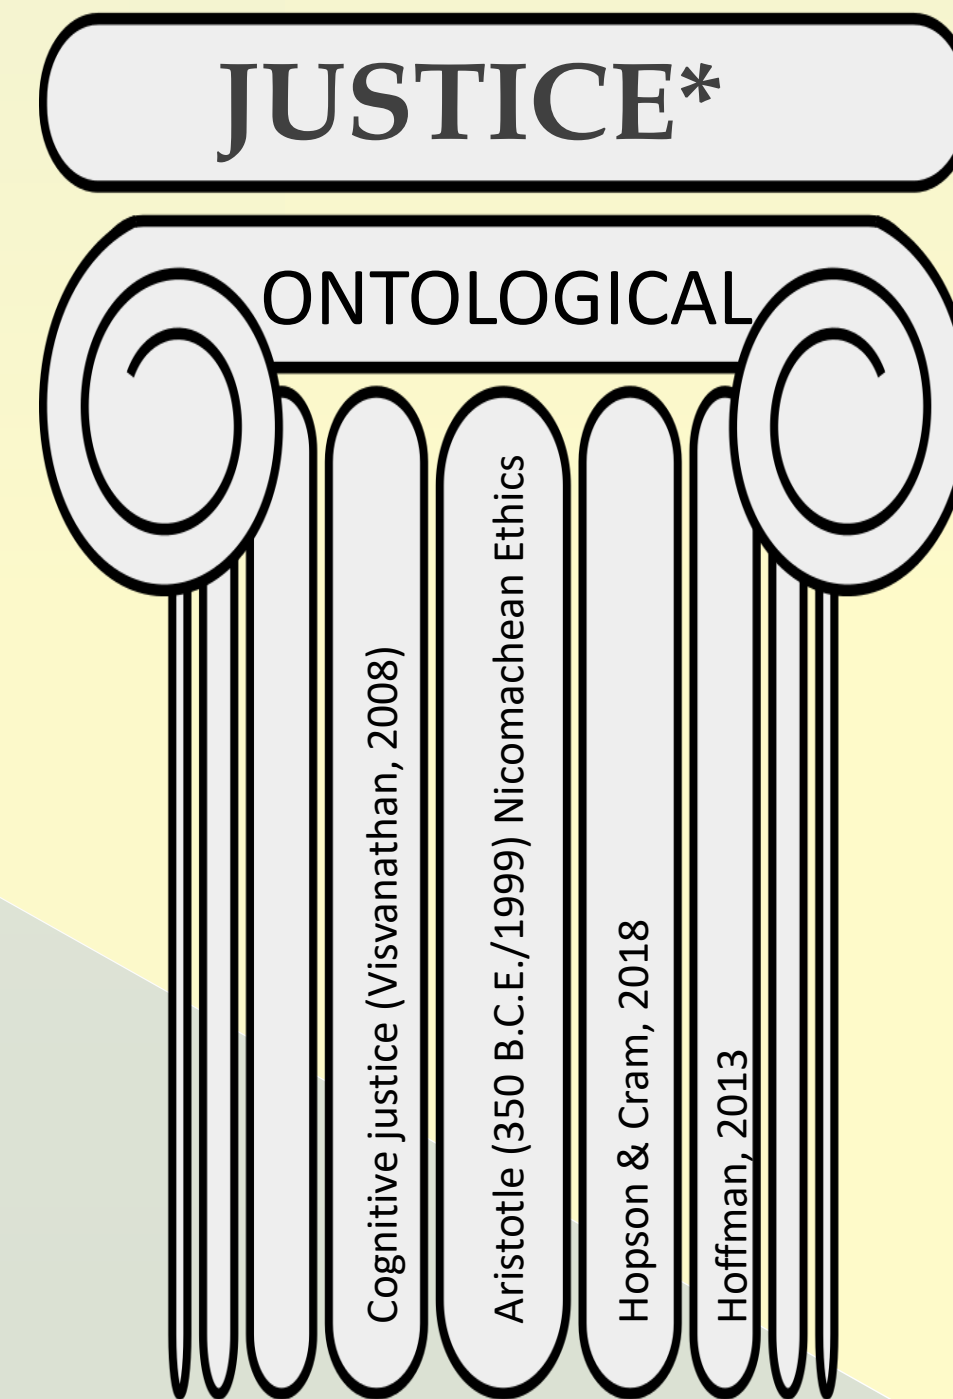 JUSTICE*
ONTOLOGICAL
Cognitive justice (Visvanathan, 2008)
Aristotle (350 B.C.E./1999) Nicomachean Ethics
Hopson & Cram, 2018
Hoffman, 2013